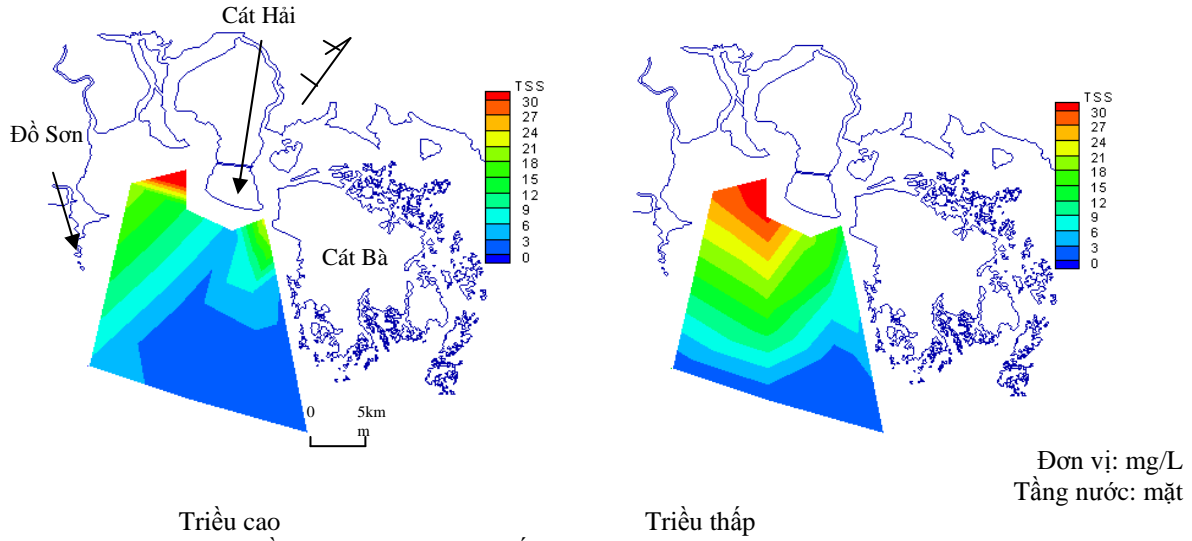 Cát Hải
Đồ Sơn
Cát Bà
TSS
30
27
24
21
18
15
12
9
6
3
0
0 5km
m
TSS
30
27
24
21
18
15
9
6
3
0
Đơn vị: mg/L
Tầng nước: mặt
Triều cao
Triều thấp